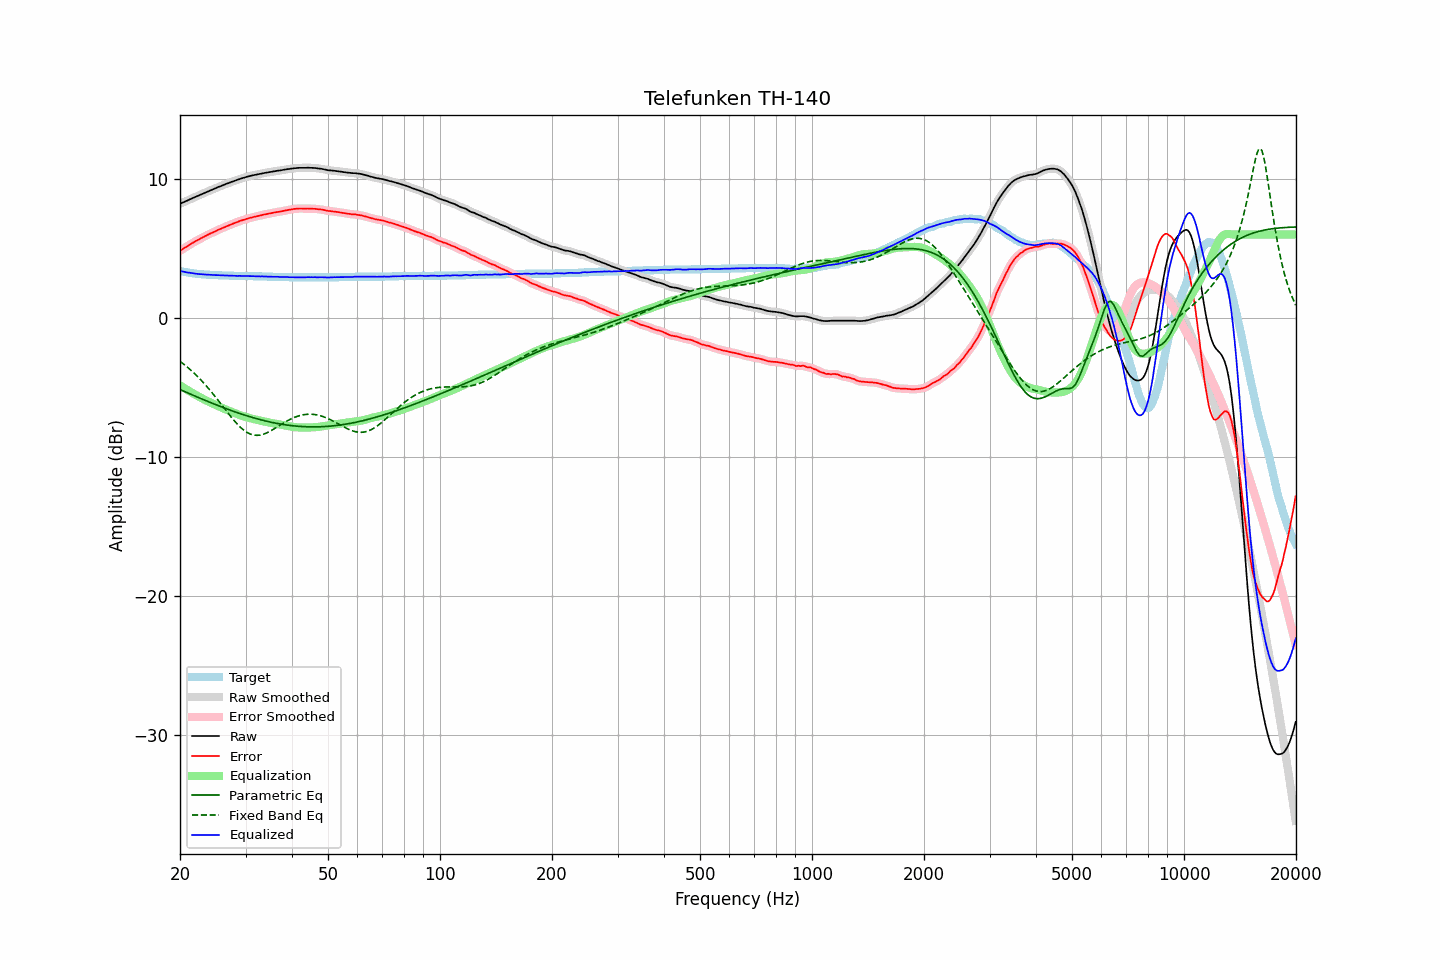 Telefunken TH-140
10
0
−10
−20
−30
Amplitude (dBr)
Target
Raw Smoothed
Error Smoothed
Raw
Error
Equalization
Parametric Eq
Fixed Band Eq
Equalized
20 50 100 200 500 1000 2000 5000 10000 20000
Frequency (Hz)